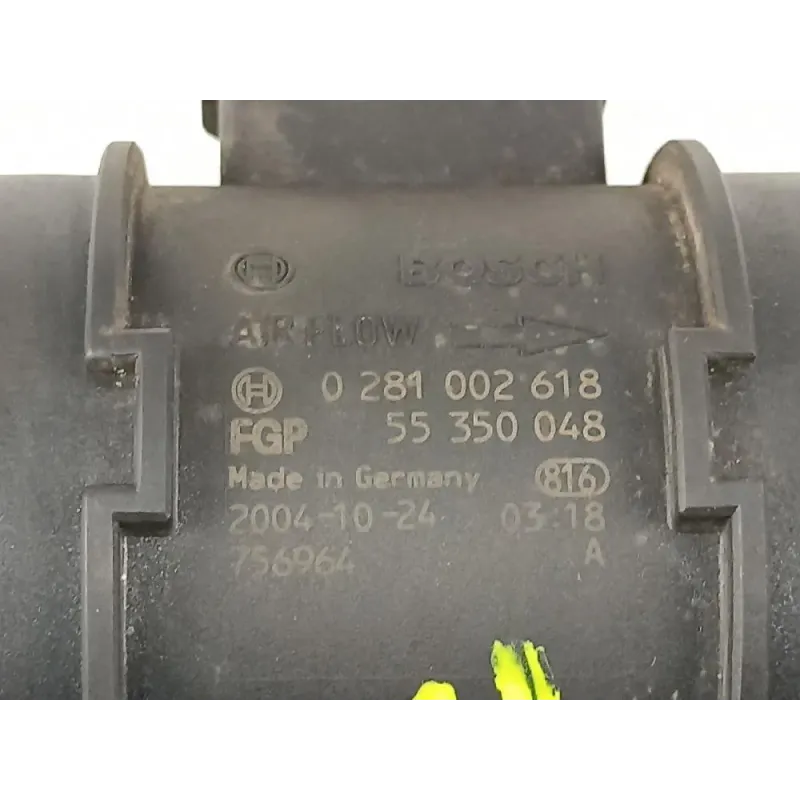 BOSCH
AIR FLOW
0 281 002 618
FGP 55 350 048
Made in Germany 816
2004-10-24 03:18
756964 A